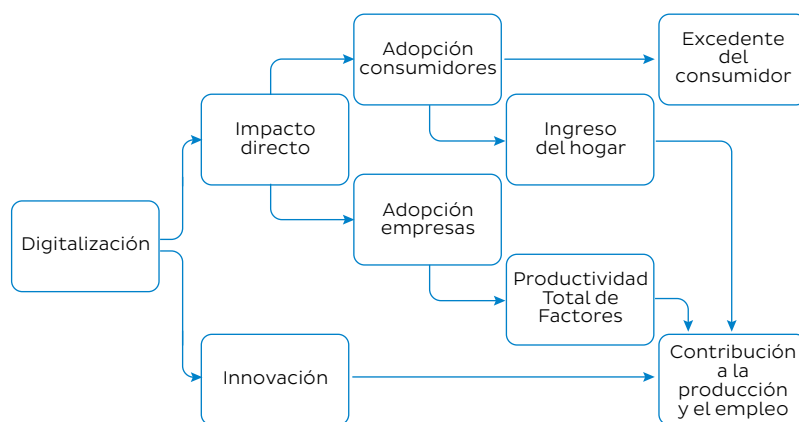 Adopción
consumidores
Excedente
del
consumidor
Impacto
directo
Ingreso
del hogar
Adopción
empresas
Digitalización
Productividad
Total de
Factores
Innovación
Contribución
a la
producción
y el empleo